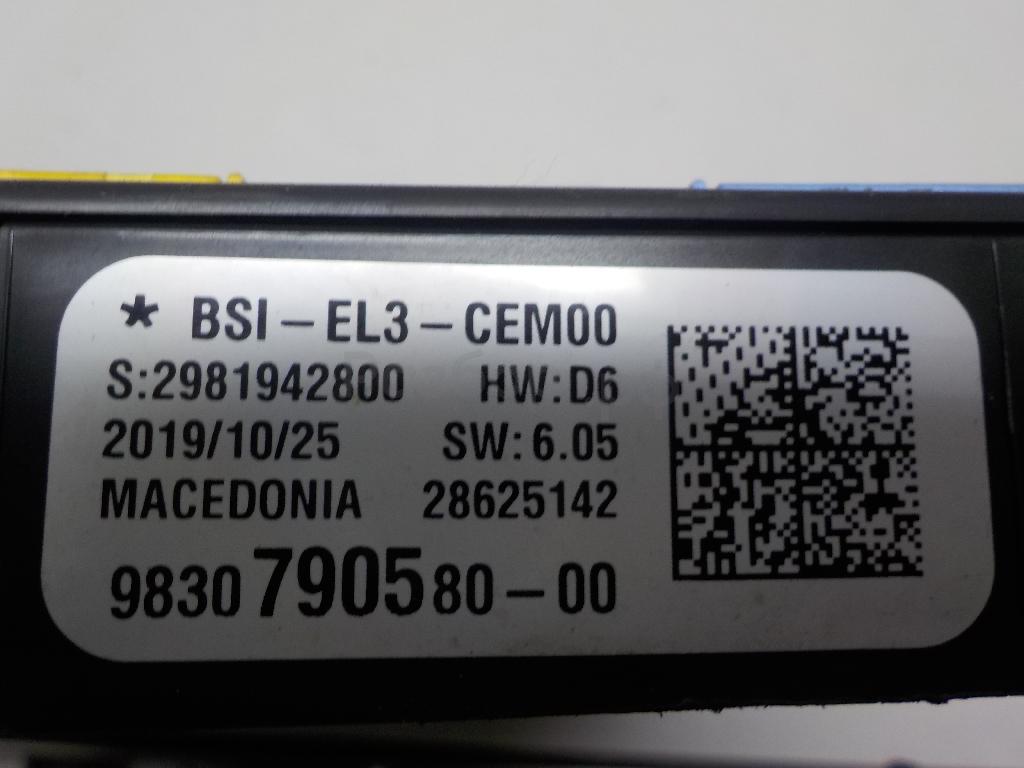 * BSI – EL3 – CEM00
S:2981942800 HW:D6
2019/10/25 SW:6.05
MACEDONIA 28625142
9830790580–00